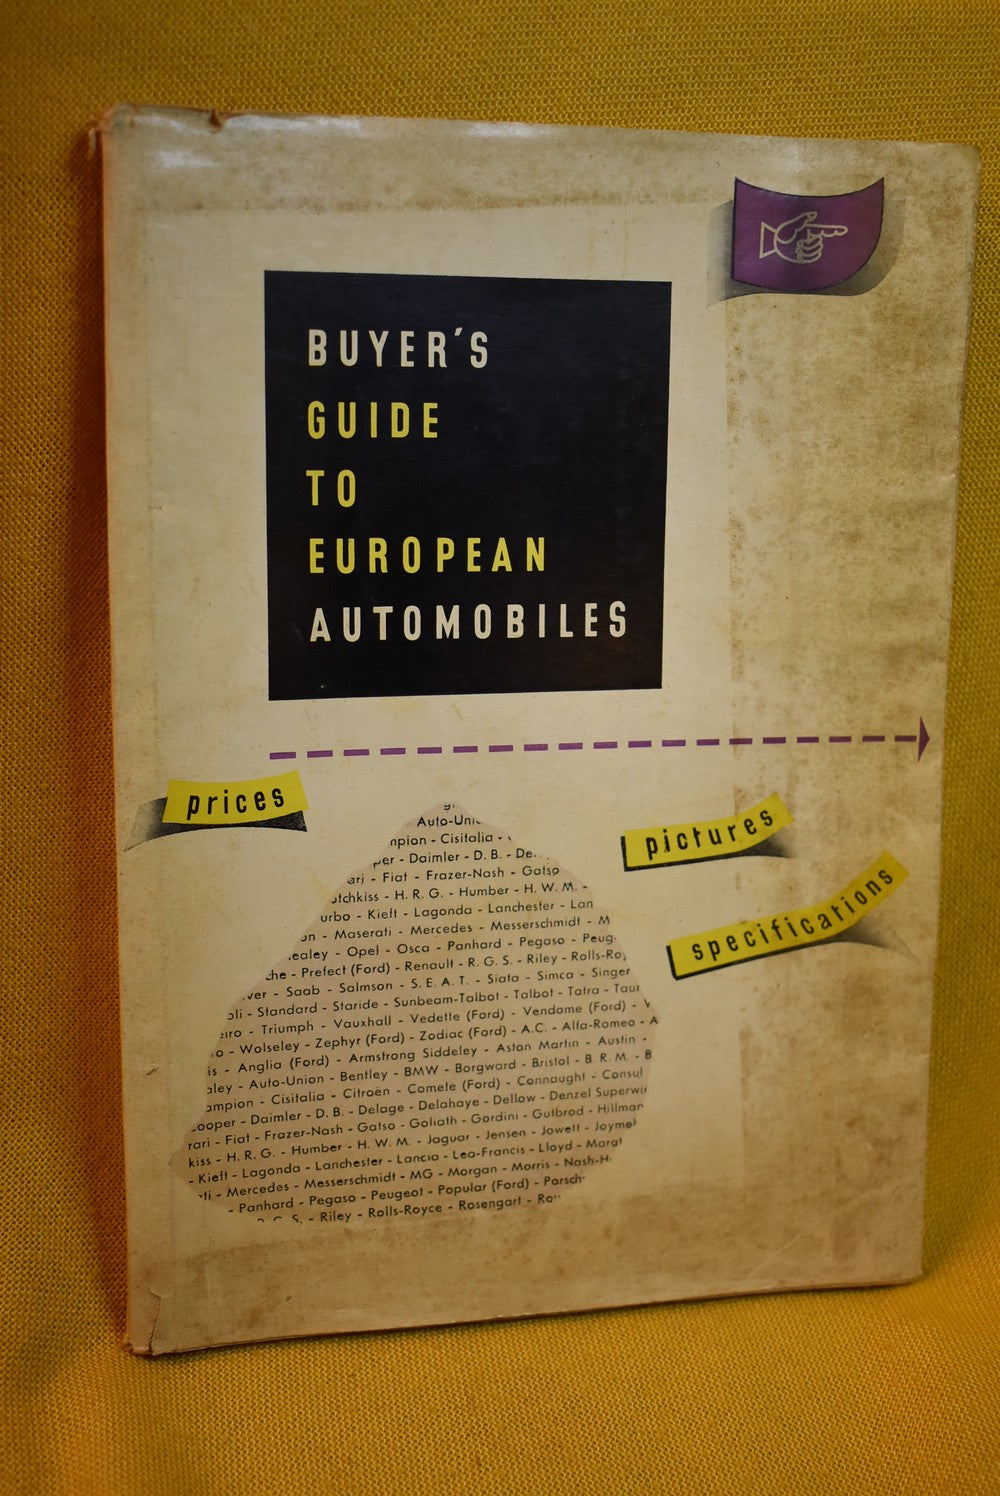 BUYER'S
GUIDE
TO
EUROPEAN
AUTOMOBILES
prices
pictures
specifications
Auto-
- Cisitalia -
- Daimler - D. B. -
- Fiat - Frazer-Nash - Gatso
- H. R. G. - Humber - H. W. M. -
- Kieft - Lagonda - Lanchester -
- Maserati - Mercedes - Messerschmidt -
- Opel - Osca - Panhard - Pegaso -
- Prefect (Ford) - Renault - R. G. S. - Riley -
- Saab - Salmson - S. E. A. T. - Siata - Simca - Singer
- Standard - Staride - Sunbeam-Talbot - Talbot - Tatra -
- Triumph - Vauxhall - Vedette (Ford) - Vendome (Ford) -
- Wolseley - Zephyr (Ford) - Zodiac (Ford) - A.C. - Alfa-Romeo -
- Anglia (Ford) - Armstrong Siddeley - Aston Martin - Austin -
- Auto-Union - Bentley - BMW - Borgward - Bristol - B. R. M. -
- Cisitalia - Citroën - Comete (Ford) - Connaught - Consul
- Daimler - D. B. - Delage - Delahaye - Dellow - Denzel
- Fiat - Frazer-Nash - Gatso - Goliath - Gordini - Gutbrod - Hillman
- H. R. G. - Humber - H. W. M. - Jaguar - Jensen - Jowett -
- Kieft - Lagonda - Lanchester - Lancia - Lea-Francis - Lloyd -
- Mercedes - Messerschmidt - MG - Morgan - Morris -
- Panhard - Pegaso - Peugeot - Popular (Ford) -
- Riley - Rolls-Royce - Rosengart -